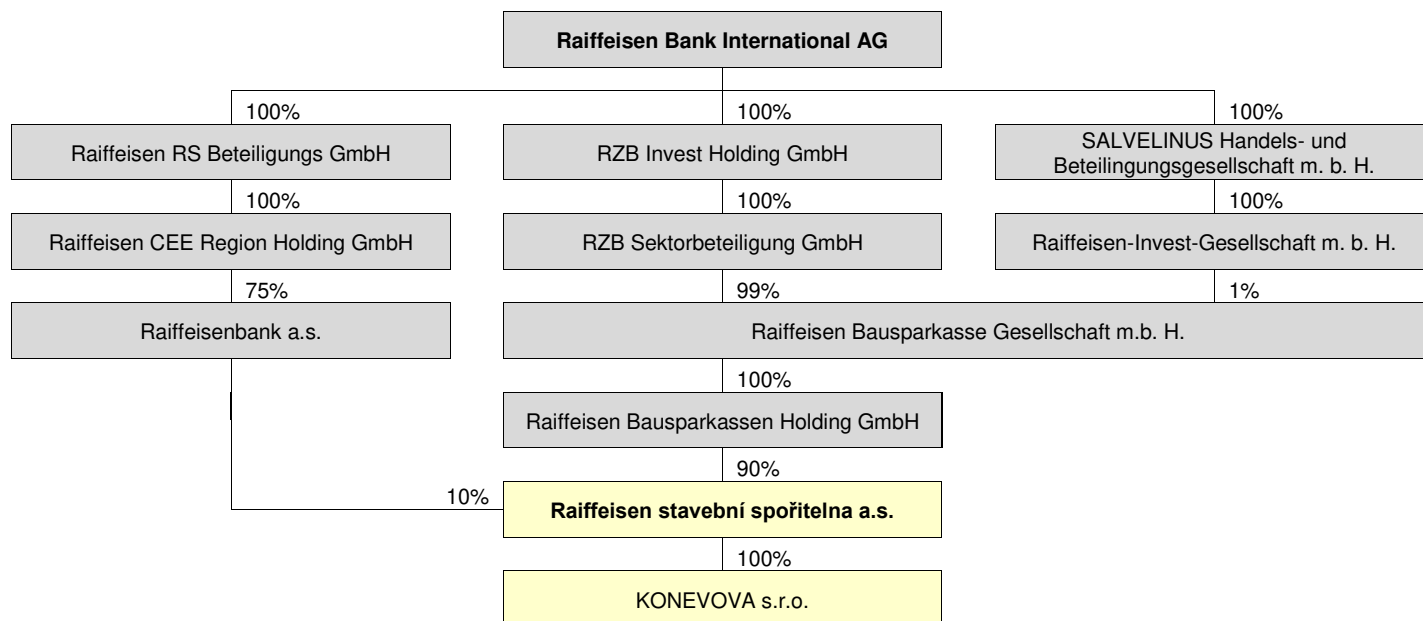 Raiffeisen Bank International AG
100%
100%
100%
Raiffeisen RS Beteiligungs GmbH
RZB Invest Holding GmbH
SALVELINUS Handels- und
Beteilingungsgesellschaft m. b. H.
100%
100%
100%
Raiffeisen CEE Region Holding GmbH
RZB Sektorbeteiligung GmbH
Raiffeisen-Invest-Gesellschaft m. b. H.
75%
99%
1%
Raiffeisenbank a.s.
Raiffeisen Bausparkasse Gesellschaft m.b. H.
100%
Raiffeisen Bausparkassen Holding GmbH
90%
10%
Raiffeisen stavební spořitelna a.s.
100%
KONEVOVA s.r.o.